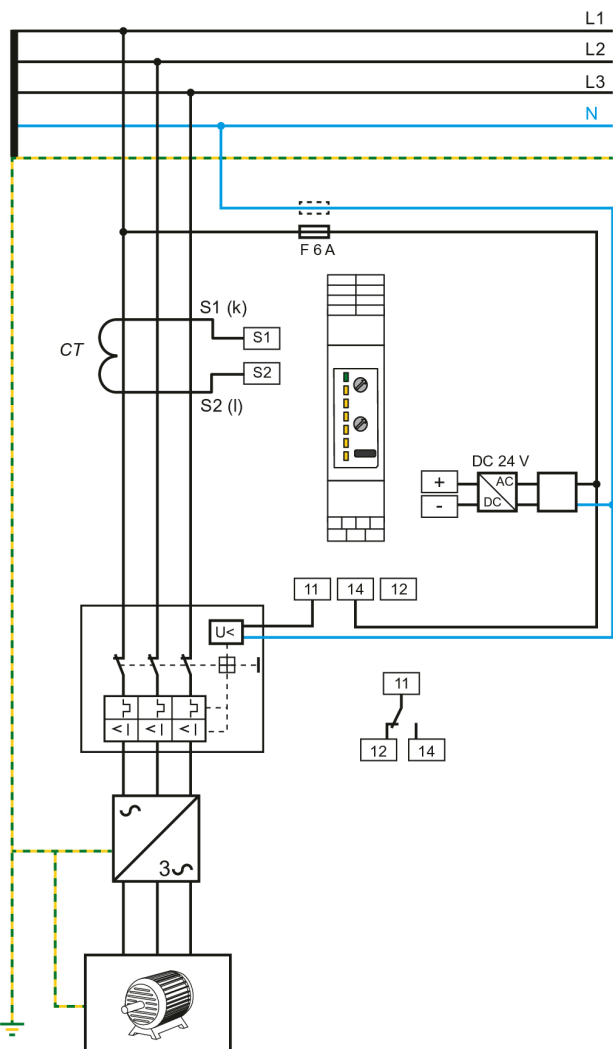 L1
L2
L3
N
F 6 A
S1 (k)
S1
CT
S2
S2 (l)
DC 24 V
+ AC
- DC
11 14 12
U<
11
12 14
3